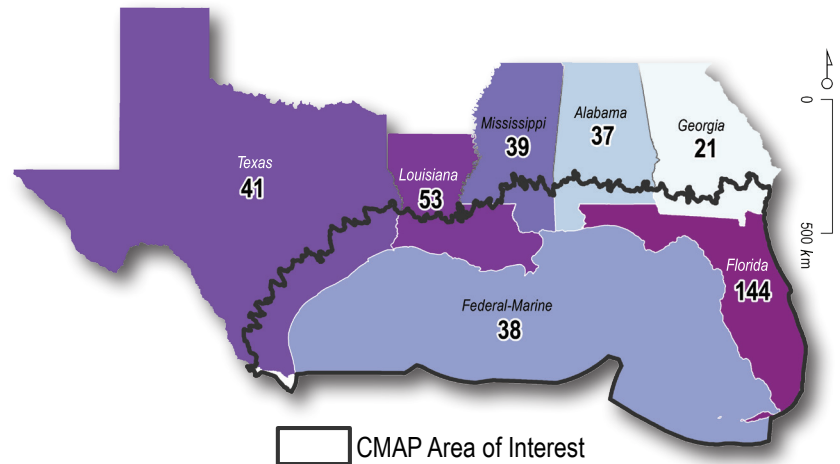 Texas
41
Louisiana
53
Mississippi
39
Alabama
37
Georgia
21
Florida
144
Federal-Marine
38
0
500 km
CMAP Area of Interest